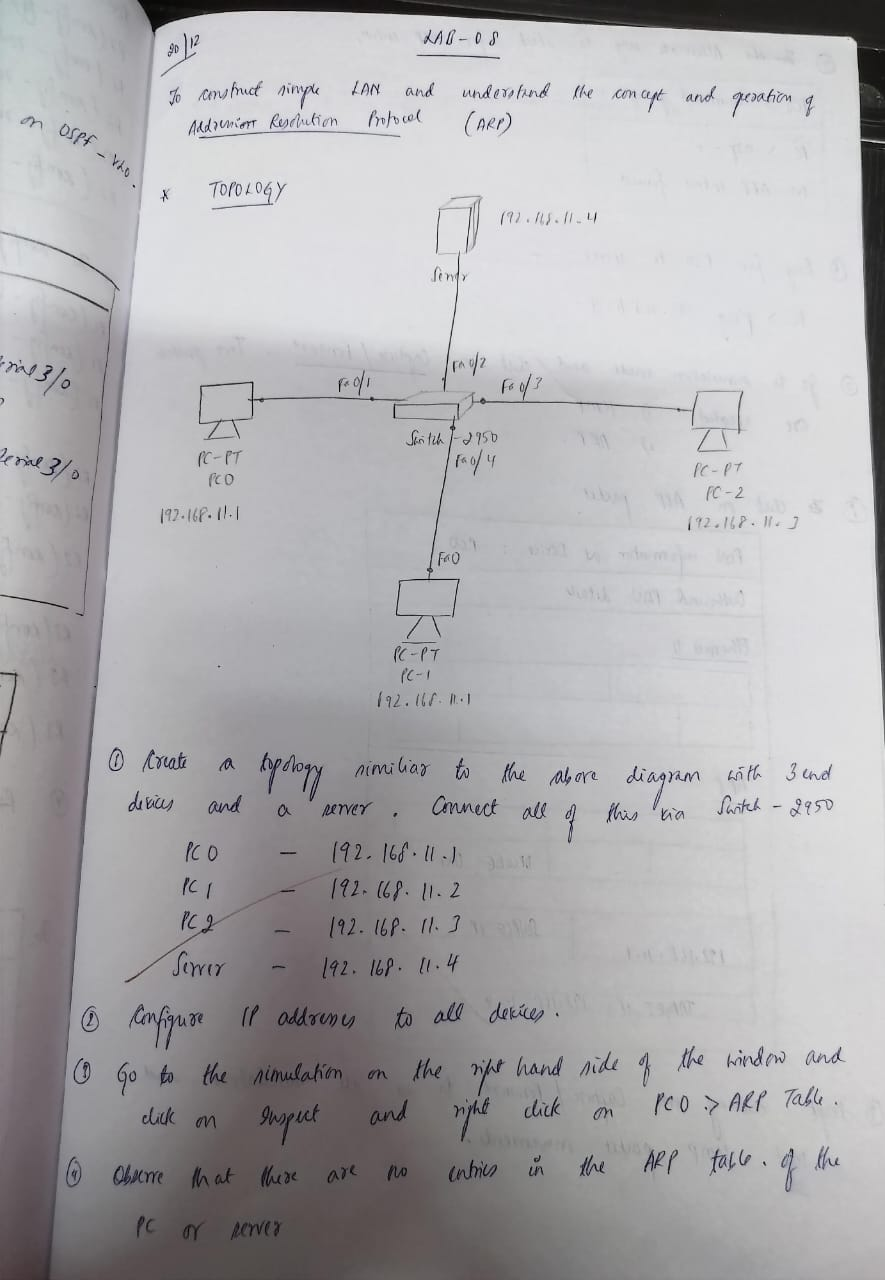 20/12
LAB-08
To construct simple LAN and understand the concept and operation of
Address Resolution Protocol (ARP)
on OSPF -
* TOPOLOGY
192.168.11.4
Server
Fa0/2
Fa0/1
Fa0/3
Switch -2950
Fa0/4
PC-PT
PC0
192.168.11.1
PC-PT
PC-2
192.168.11.3
Fa0
PC-PT
PC-1
192.168.11.1
3/0
Serial 3/0
① Create a topology similiar to the above diagram with 3 end
devices and a server. Connect all of this via Switch - 2950
PC0 - 192.168.11.1
PC1 - 192.168.11.2
PC2 - 192.168.11.3
Server - 192.168.11.4
② Configure IP addresses to all devices.
③ Go to the simulation on the right hand side of the window and
click on Inspect and right click on PC0 > ARP Table.
④ Observe that there are no entries in the ARP table. of the
PC or server